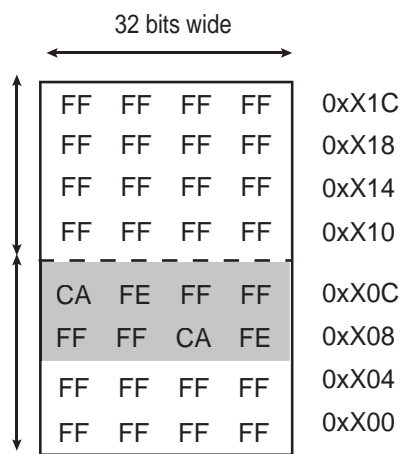 32 bits wide
FF FF FF FF 0xX1C
FF FF FF FF 0xX18
FF FF FF FF 0xX14
FF FF FF FF 0xX10
CA FE FF FF 0xX0C
FF FF CA FE 0xX08
FF FF FF FF 0xX04
FF FF FF FF 0xX00